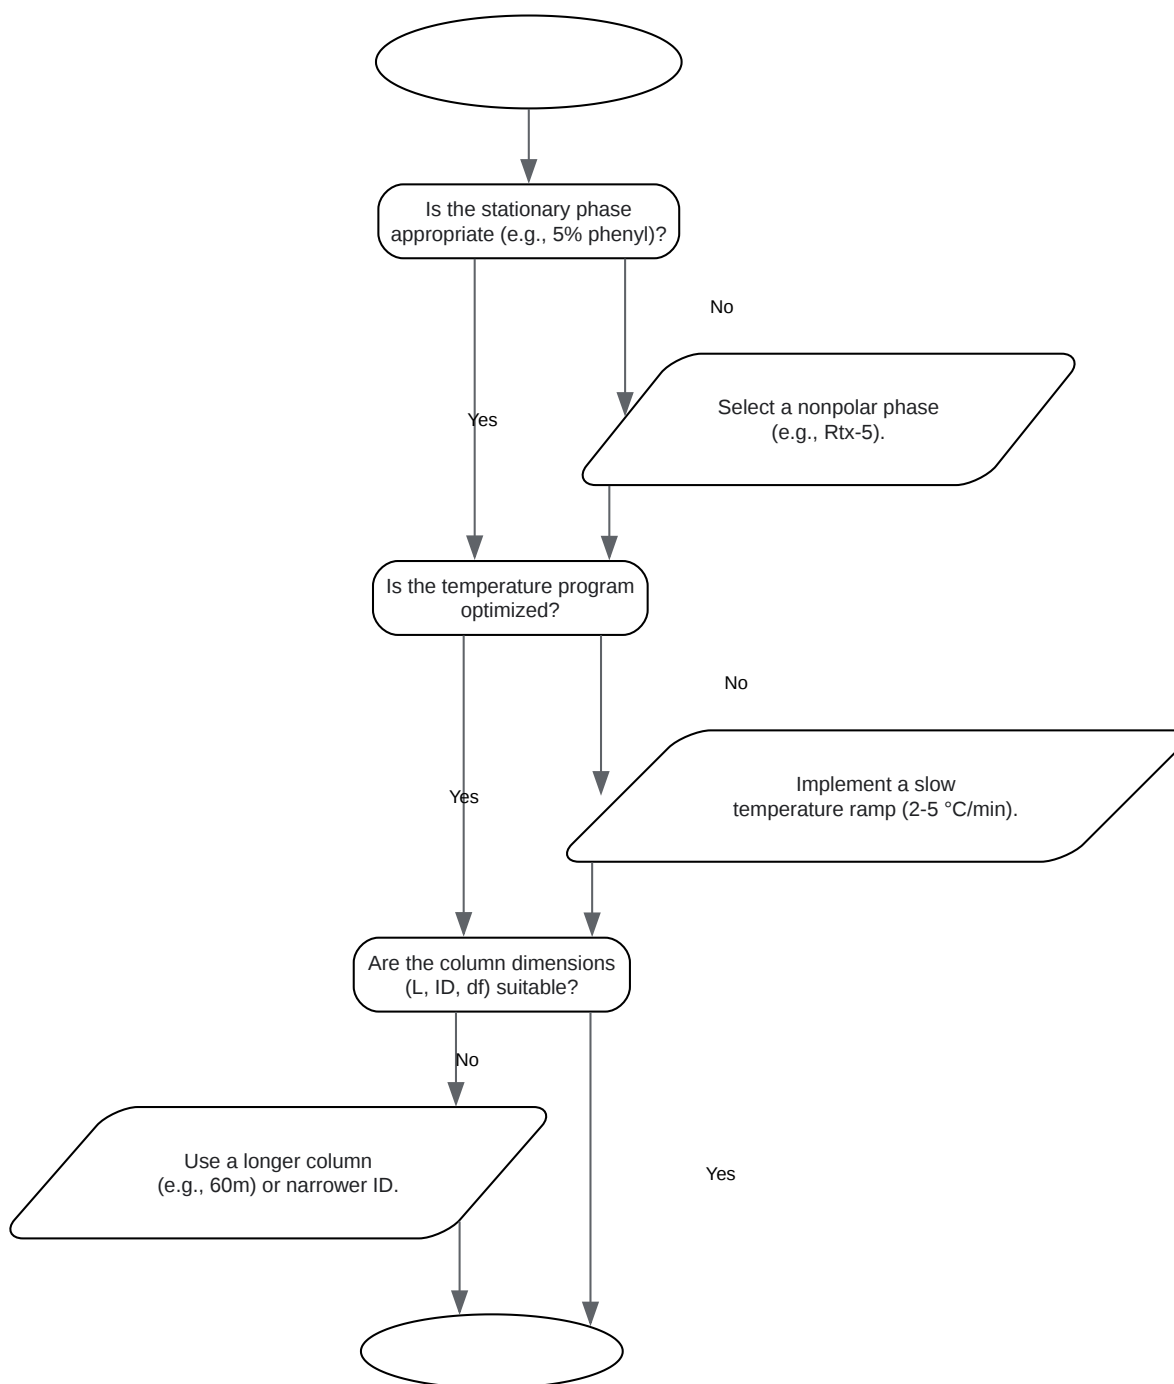 Is the stationary phase
appropriate (e.g., 5% phenyl)?
No
Select a nonpolar phase
(e.g., Rtx-5).
Yes
Is the temperature program
optimized?
No
Implement a slow
temperature ramp (2-5 °C/min).
Yes
Are the column dimensions
(L, ID, df) suitable?
No
Use a longer column
(e.g., 60m) or narrower ID.
Yes